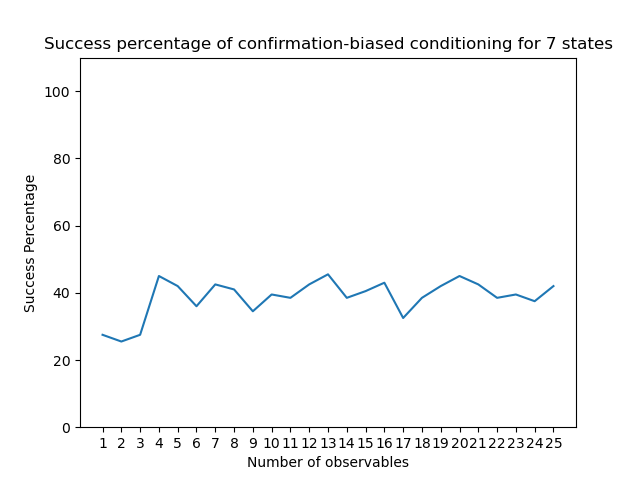 Success percentage of confirmation-biased conditioning for 7 states
Success Percentage
100
80
60
40
20
0
1 2 3 4 5 6 7 8 9 10 11 12 13 14 15 16 17 18 19 20 21 22 23 24 25
Number of observables